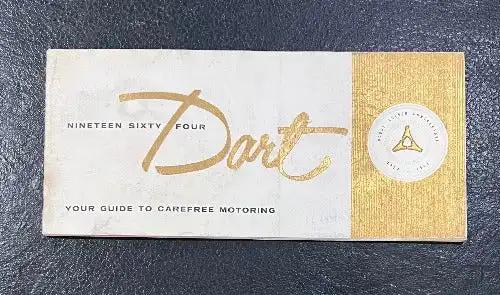 NINETEEN SIXTY FOUR
Dart
YOUR GUIDE TO CAREFREE MOTORING